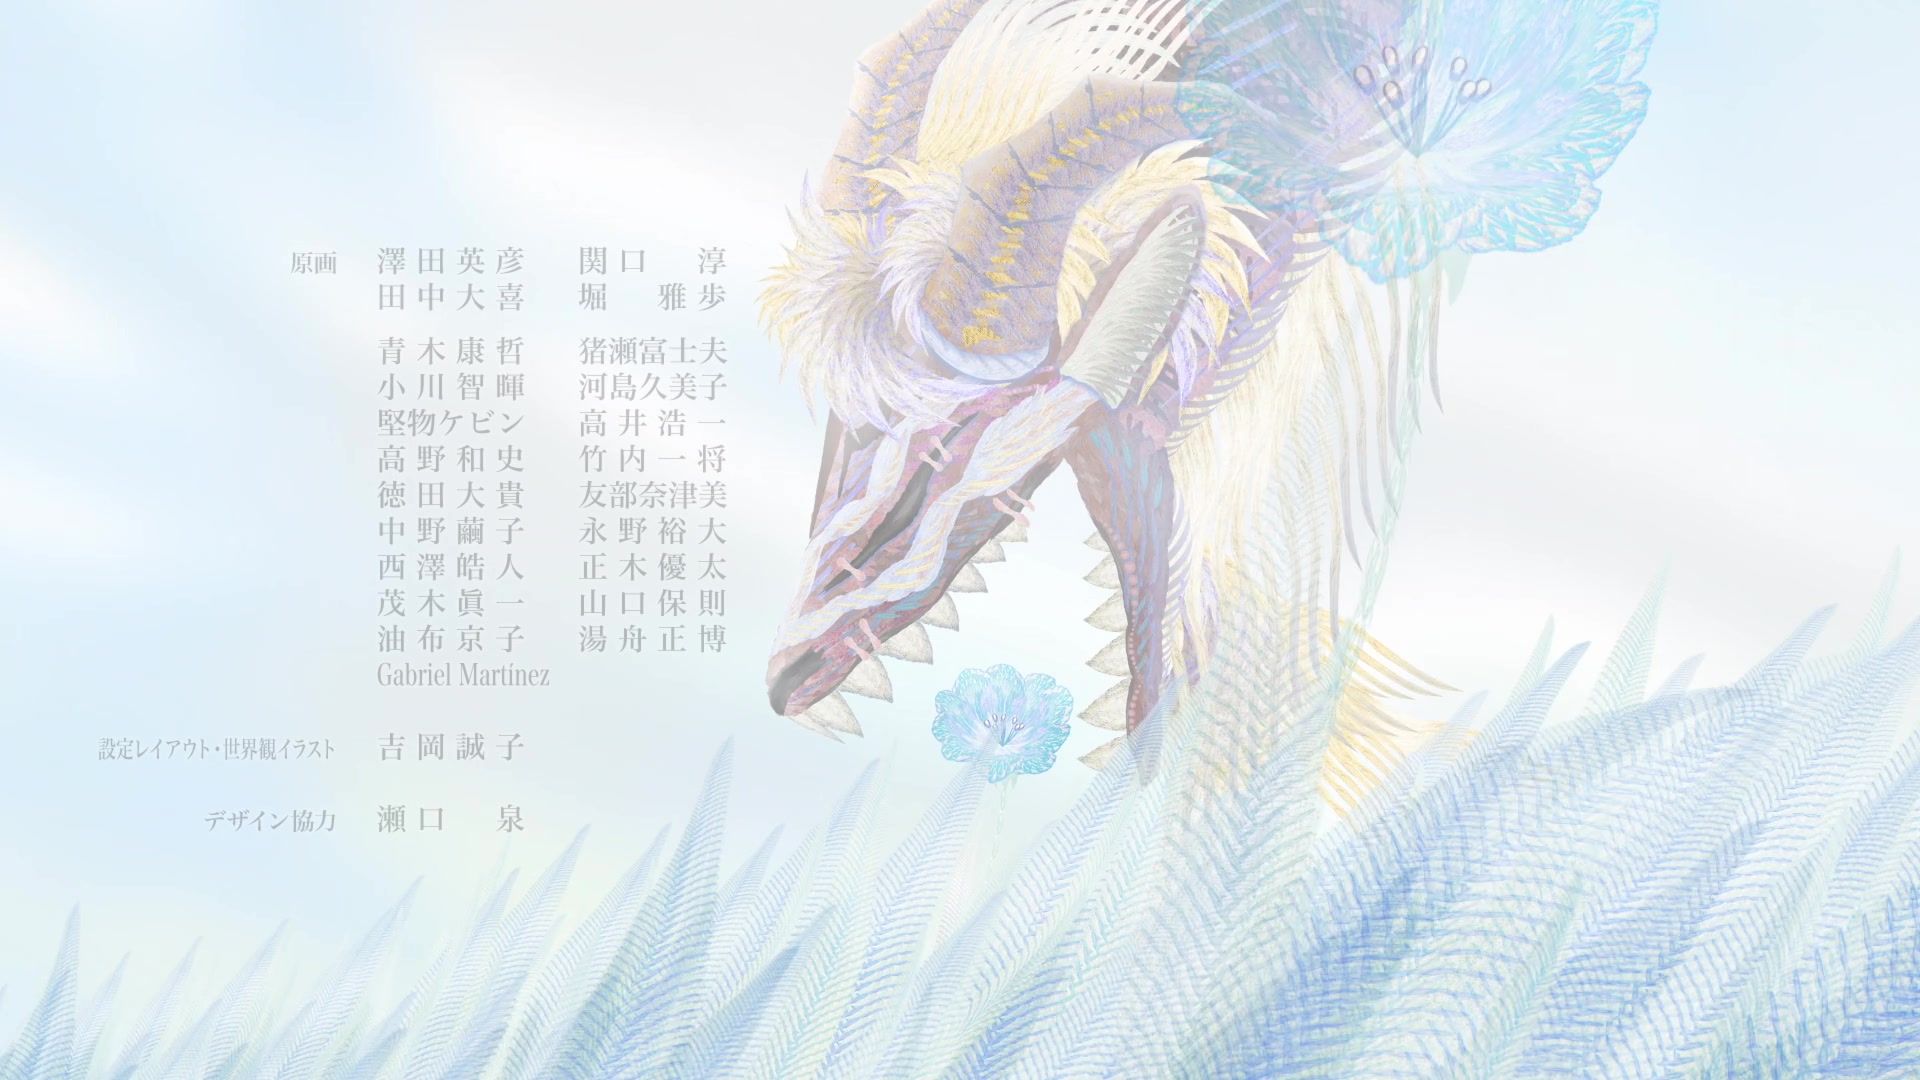 原画 澤田英彦 関口 淳
田中大喜 堀 雅歩
青木康哲 猪瀬富士夫
小川智暉 河島久美子
堅物ケビン 高井浩一
高野和史 竹内一将
徳田大貴 友部奈津美
中野繭子 永野裕大
西澤皓人 正木優太
茂木眞一 山口保則
油布京子 湯舟正博
Gabriel Martínez
設定レイアウト・世界観イラスト 吉岡誠子
デザイン協力 瀬口 泉